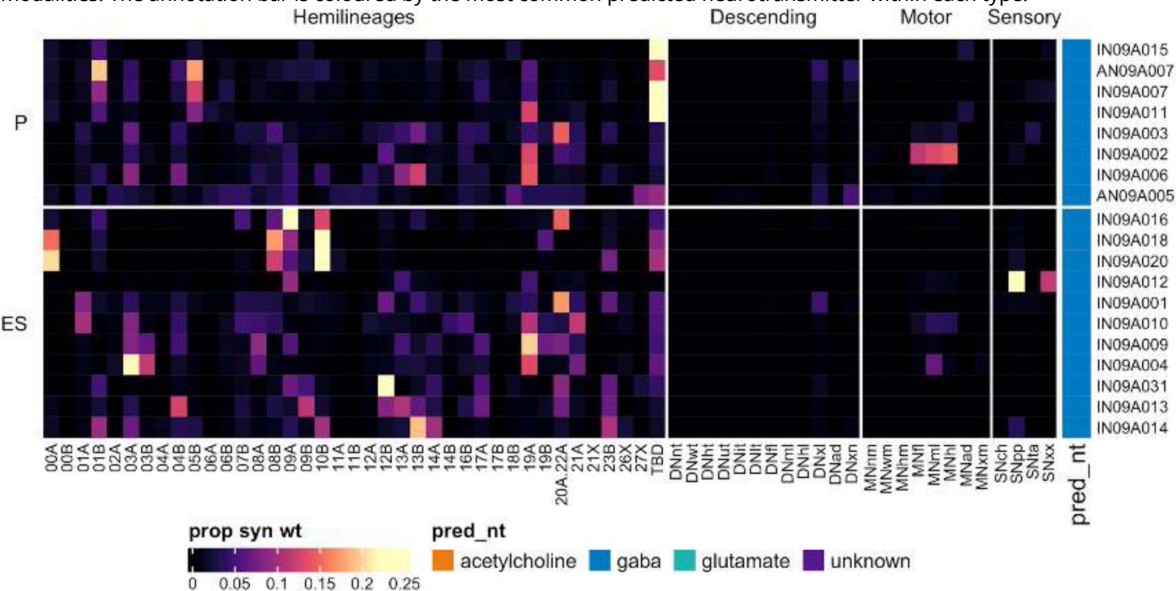 modalities. The annotation bar is coloured by the most common predicted neurotransmitter within each type.
Hemilineages Descending Motor Sensory
P
IN09A015
AN09A007
IN09A007
IN09A011
IN09A003
IN09A002
IN09A006
AN09A005
ES
IN09A016
IN09A018
IN09A020
IN09A012
IN09A001
IN09A010
IN09A009
IN09A004
IN09A031
IN09A013
IN09A014
00A 00B 01A 01B 02A 03A 03B 04A 04B 05B 06A 06B 07B 08A 08B 09A 09B 10B 11A 11B 12A 12B 13A 13B 14A 14B 16B 17A 17B 18B 19A 19B 20A.22A 21A 21X 23B 26X 27X TBD DNnt DNwt DNht DNut DNit DNlt DNfl DNml DNhl DNxl DNad DNxn MNnm MNwm MNhm MNfl MNml MNhl MNad MNxm SNch SNpp SNta SNxx pred_nt
prop syn wt
0 0.05 0.1 0.15 0.2 0.25
pred_nt
acetylcholine gaba glutamate unknown